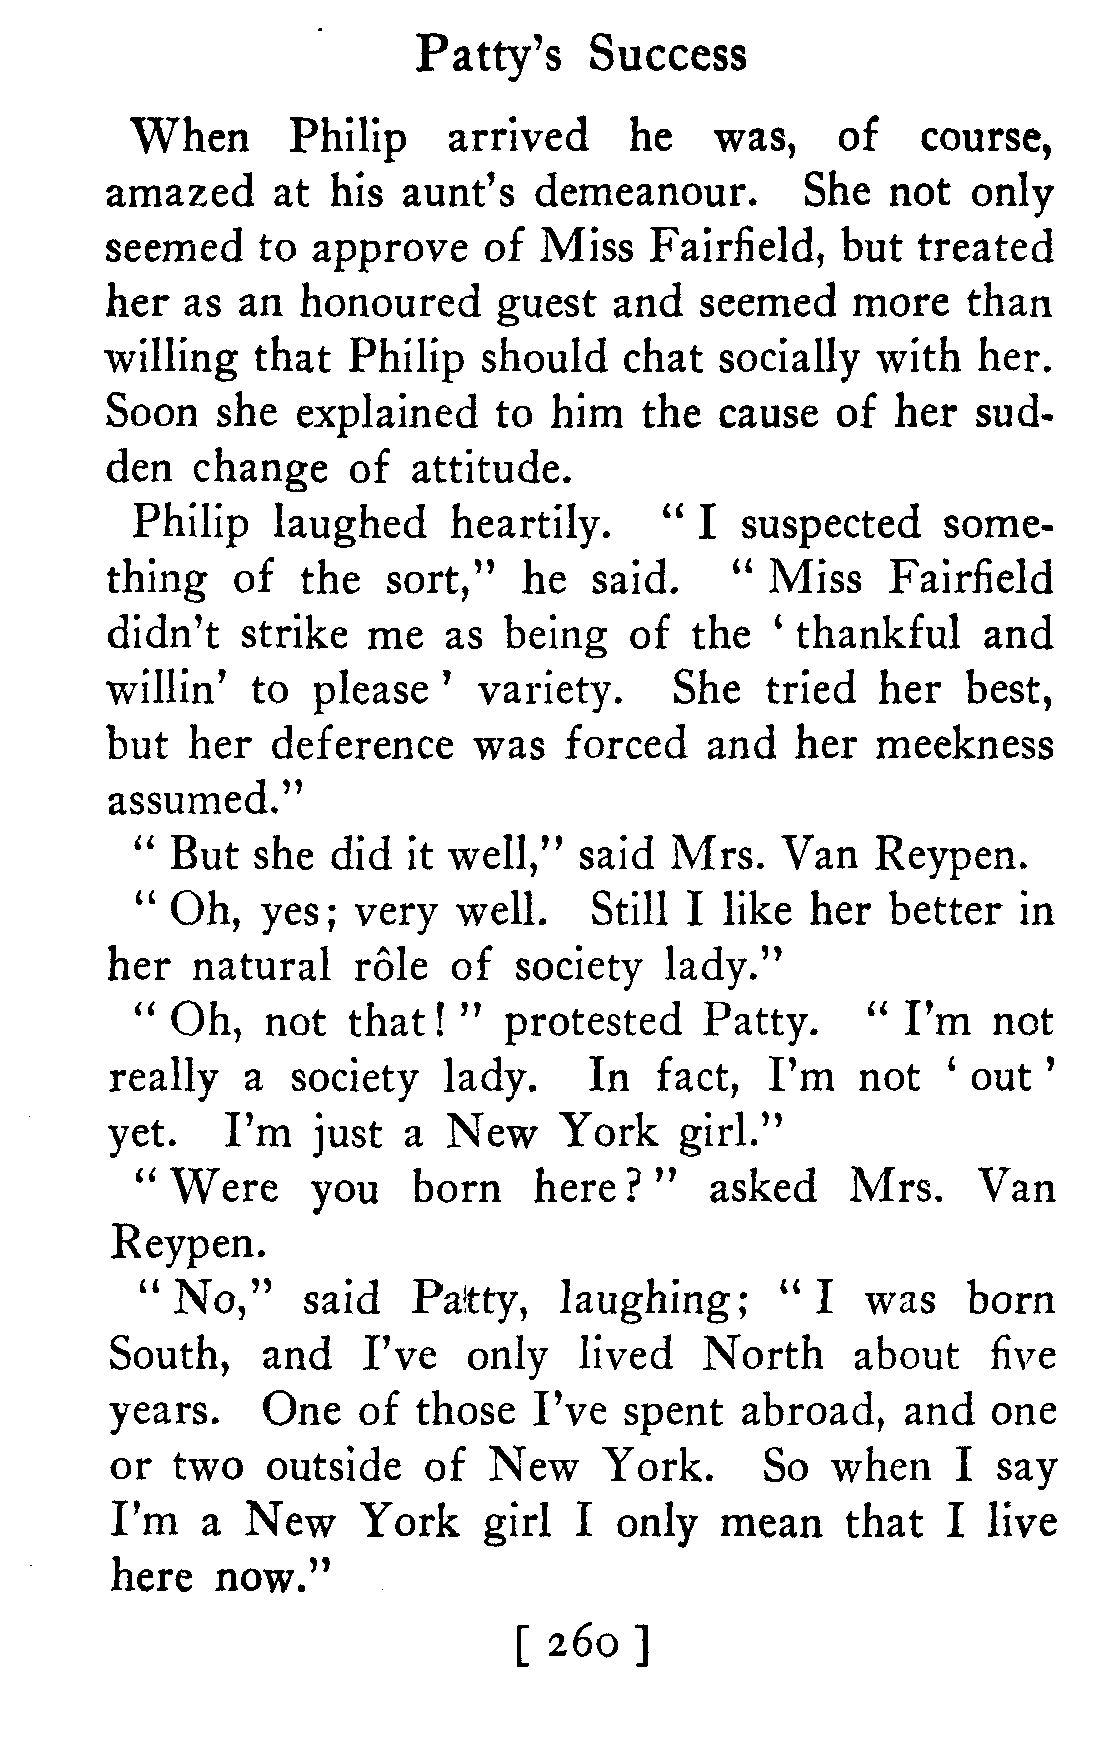 Patty's Success
When Philip arrived he was, of course,
amazed at his aunt's demeanour. She not only
seemed to approve of Miss Fairfield, but treated
her as an honoured guest and seemed more than
willing that Philip should chat socially with her.
Soon she explained to him the cause of her sud-
den change of attitude.
Philip laughed heartily. " I suspected some-
thing of the sort," he said. " Miss Fairfield
didn't strike me as being of the ' thankful and
willin' to please ' variety. She tried her best,
but her deference was forced and her meekness
assumed."
" But she did it well," said Mrs. Van Reypen.
" Oh, yes; very well. Still I like her better in
her natural rôle of society lady."
" Oh, not that! " protested Patty. " I'm not
really a society lady. In fact, I'm not ' out '
yet. I'm just a New York girl."
" Were you born here? " asked Mrs. Van
Reypen.
" No," said Patty, laughing; " I was born
South, and I've only lived North about five
years. One of those I've spent abroad, and one
or two outside of New York. So when I say
I'm a New York girl I only mean that I live
here now."
[ 260 ]